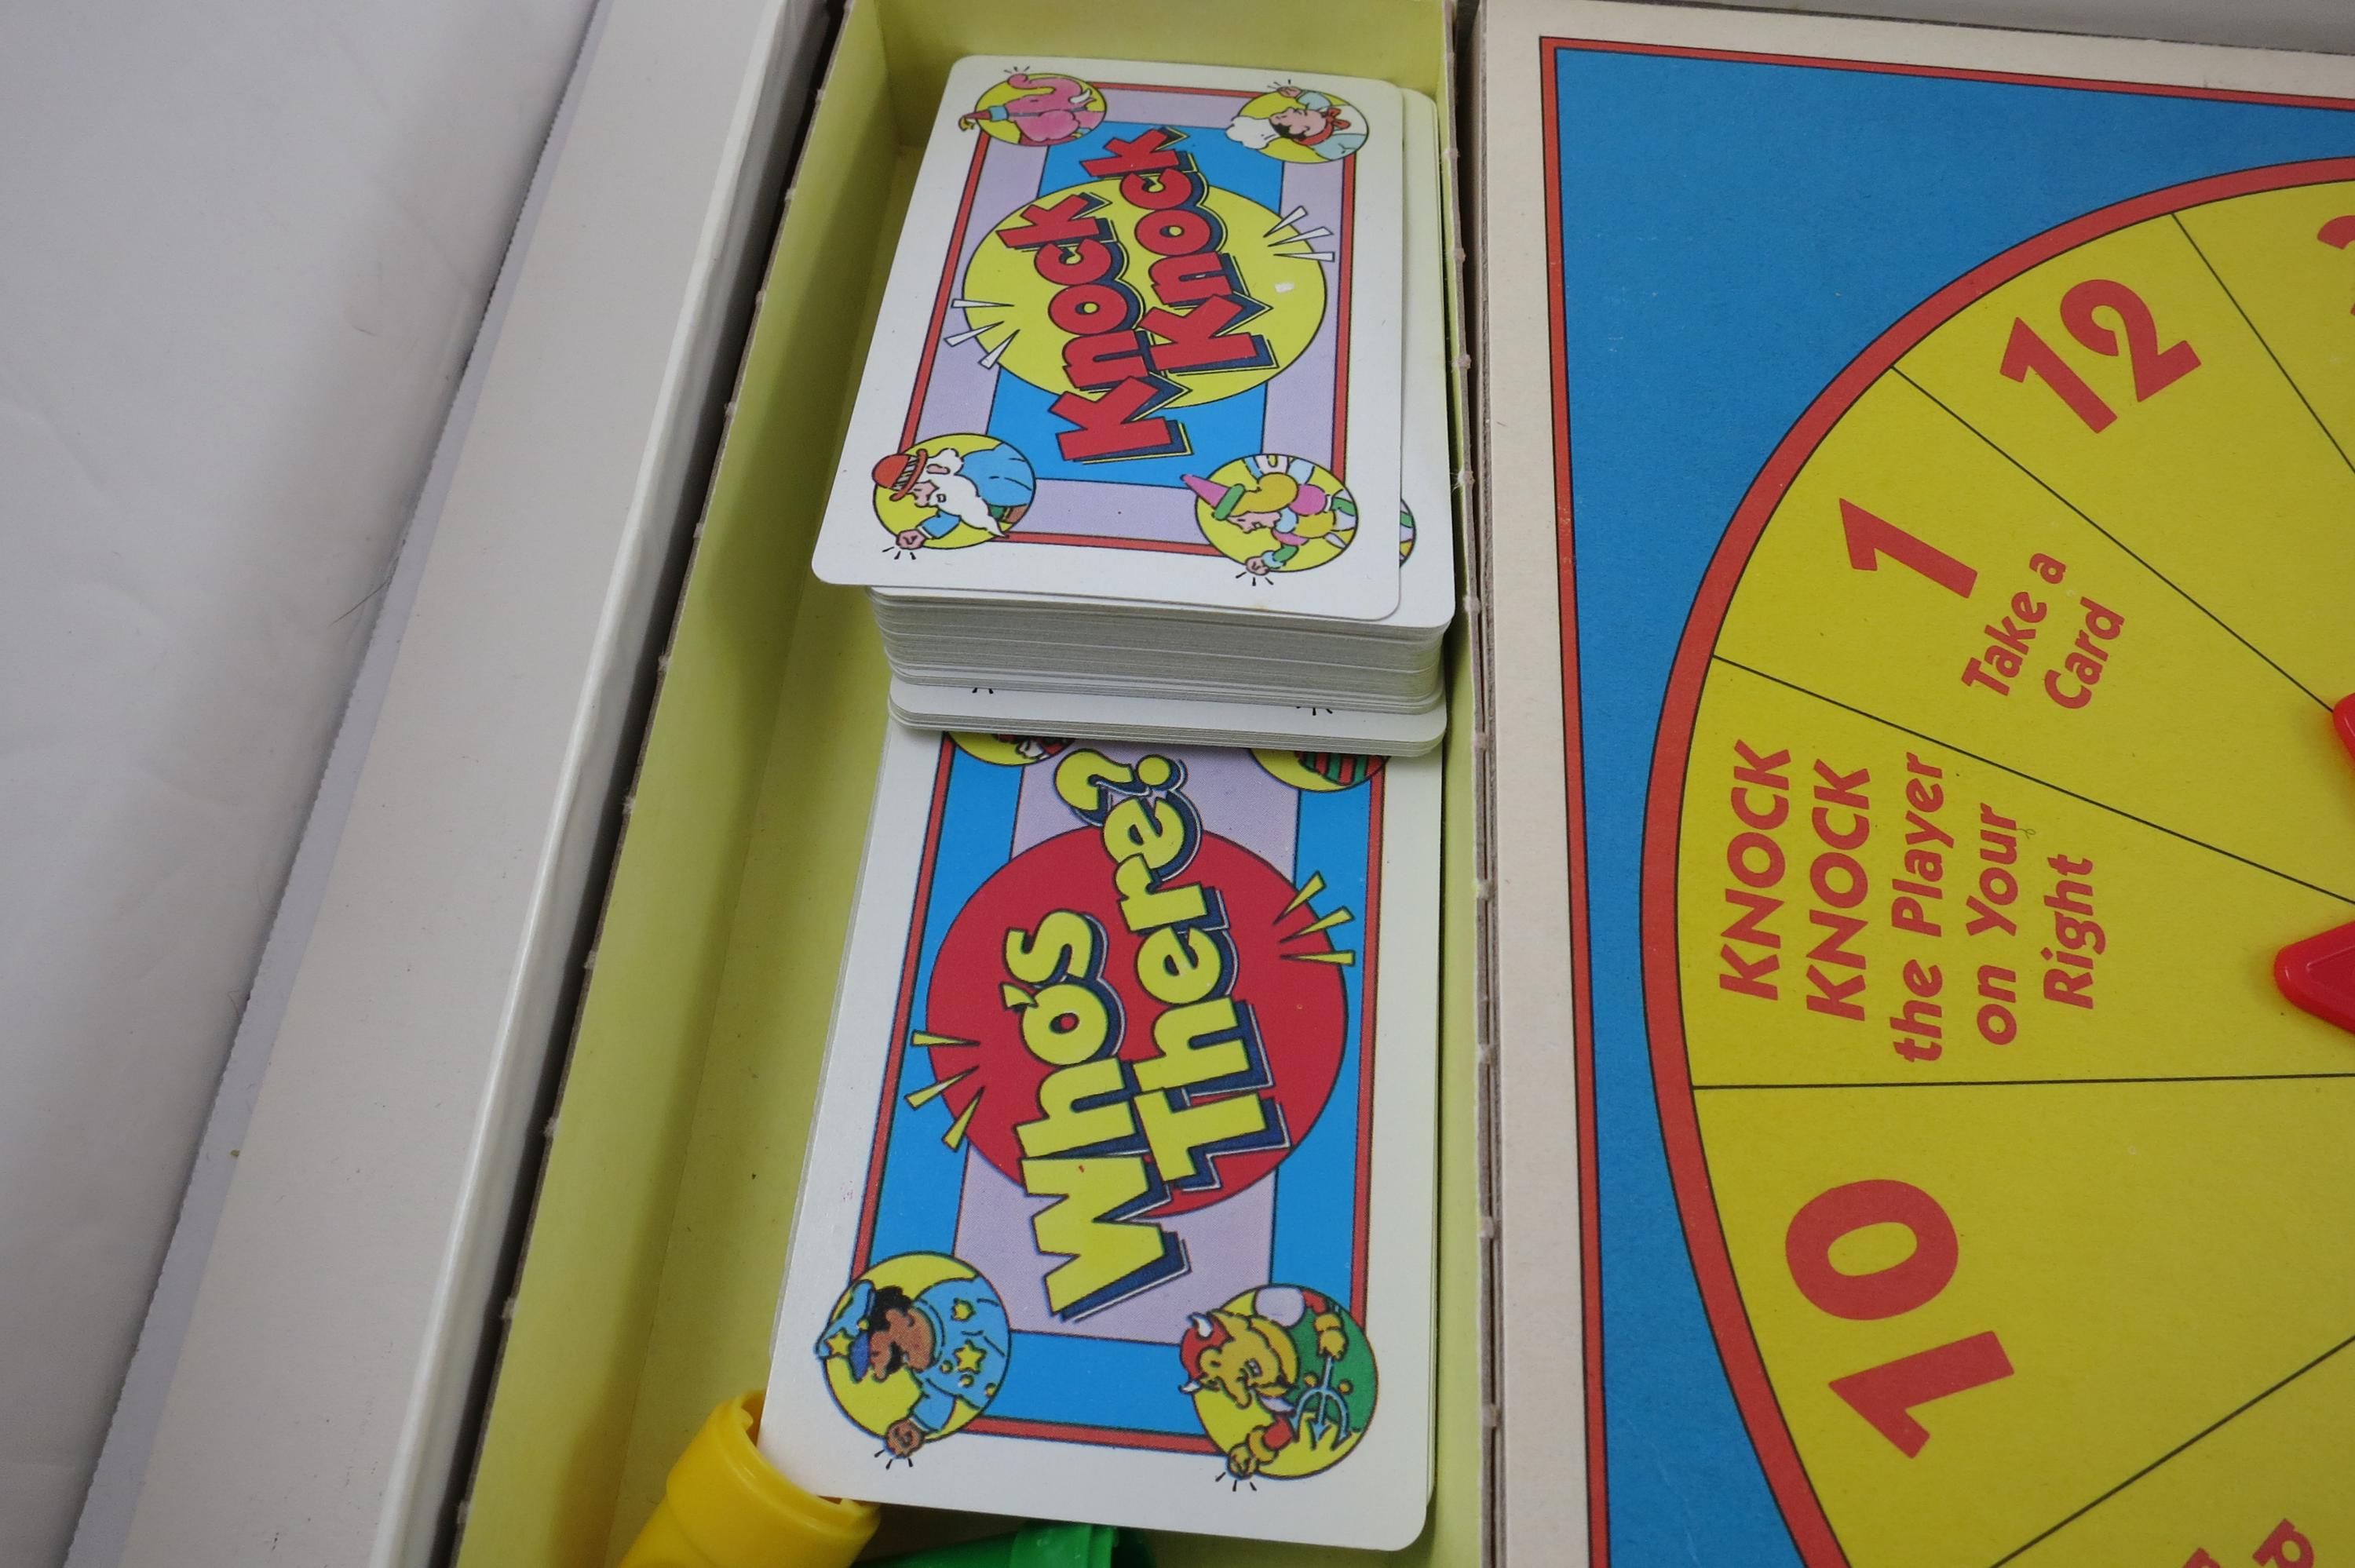 Knock
Knock
Who's
There?
12
1
Take a
Card
KNOCK
KNOCK
the Player
on Your
Right
10